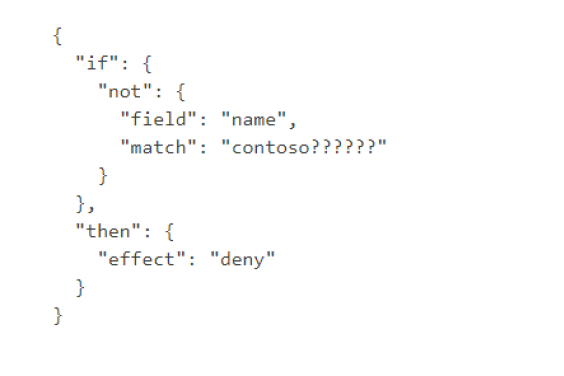 {
  "if": {
    "not": {
      "field": "name",
      "match": "contoso??????"
    }
  },
  "then": {
    "effect": "deny"
  }
}